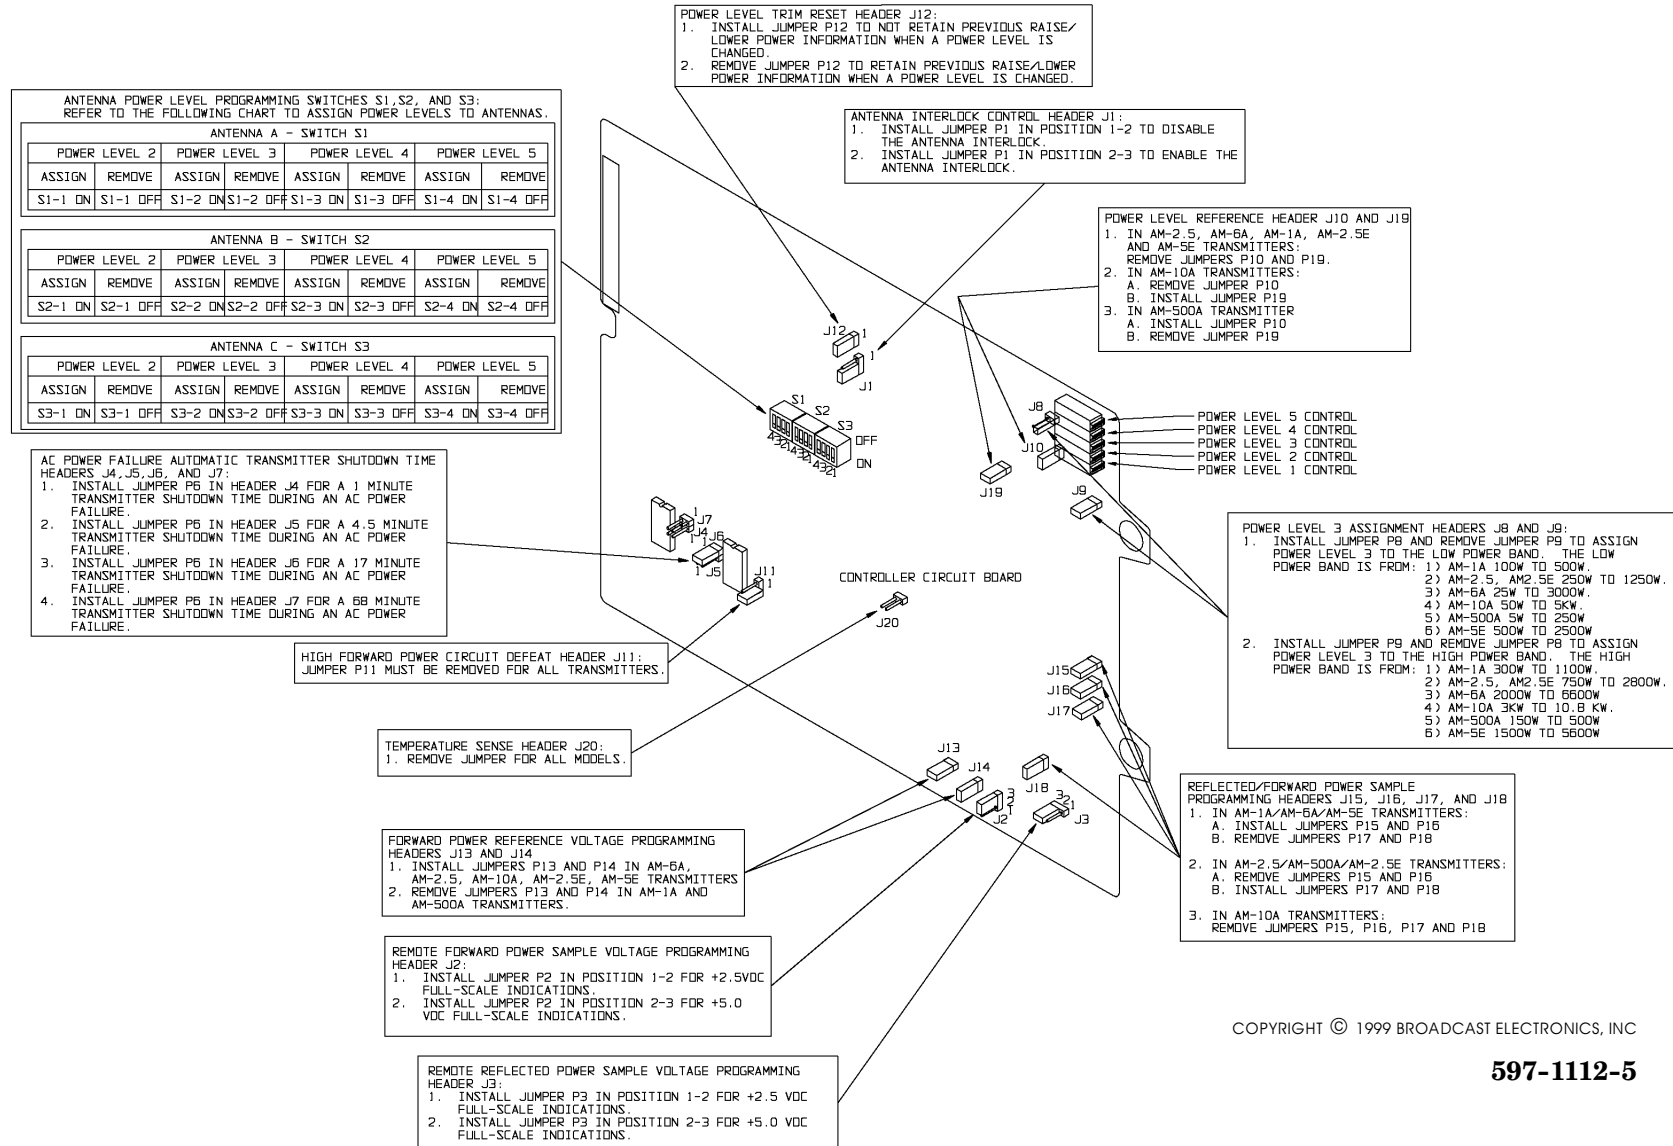 POWER LEVEL TRIM RESET HEADER J12:
1. INSTALL JUMPER P12 TO NOT RETAIN PREVIOUS RAISE/
LOWER POWER INFORMATION WHEN A POWER LEVEL IS
CHANGED.
2. REMOVE JUMPER P12 TO RETAIN PREVIOUS RAISE/LOWER
POWER INFORMATION WHEN A POWER LEVEL IS CHANGED.
ANTENNA POWER LEVEL PROGRAMMING SWITCHES S1,S2, AND S3:
REFER TO THE FOLLOWING CHART TO ASSIGN POWER LEVELS TO ANTENNAS.
ANTENNA A - SWITCH S1
POWER LEVEL 2 POWER LEVEL 3 POWER LEVEL 4 POWER LEVEL 5
ASSIGN REMOVE ASSIGN REMOVE ASSIGN REMOVE ASSIGN REMOVE
S1-1 ON S1-1 OFF S1-2 ON S1-2 OFF S1-3 ON S1-3 OFF S1-4 ON S1-4 OFF
ANTENNA B - SWITCH S2
POWER LEVEL 2 POWER LEVEL 3 POWER LEVEL 4 POWER LEVEL 5
ASSIGN REMOVE ASSIGN REMOVE ASSIGN REMOVE ASSIGN REMOVE
S2-1 ON S2-1 OFF S2-2 ON S2-2 OFF S2-3 ON S2-3 OFF S2-4 ON S2-4 OFF
ANTENNA C - SWITCH S3
POWER LEVEL 2 POWER LEVEL 3 POWER LEVEL 4 POWER LEVEL 5
ASSIGN REMOVE ASSIGN REMOVE ASSIGN REMOVE ASSIGN REMOVE
S3-1 ON S3-1 OFF S3-2 ON S3-2 OFF S3-3 ON S3-3 OFF S3-4 ON S3-4 OFF
ANTENNA INTERLOCK CONTROL HEADER J1:
1. INSTALL JUMPER P1 IN POSITION 1-2 TO DISABLE
THE ANTENNA INTERLOCK.
2. INSTALL JUMPER P1 IN POSITION 2-3 TO ENABLE THE
ANTENNA INTERLOCK.
POWER LEVEL REFERENCE HEADER J10 AND J19
1. IN AM-2.5, AM-6A, AM-1A, AM-2.5E
AND AM-5E TRANSMITTERS:
REMOVE JUMPERS P10 AND P19.
2. IN AM-10A TRANSMITTERS:
A. REMOVE JUMPER P10
B. INSTALL JUMPER P19
3. IN AM-500A TRANSMITTER
A. INSTALL JUMPER P10
B. REMOVE JUMPER P19
J12 1
1
J1
S1
S2
S3
OFF
ON
4321 4321 4321
J8
J10
J19
J9
POWER LEVEL 5 CONTROL
POWER LEVEL 4 CONTROL
POWER LEVEL 3 CONTROL
POWER LEVEL 2 CONTROL
POWER LEVEL 1 CONTROL
AC POWER FAILURE AUTOMATIC TRANSMITTER SHUTDOWN TIME
HEADERS J4,J5,J6, AND J7:
1. INSTALL JUMPER P6 IN HEADER J4 FOR A 1 MINUTE
TRANSMITTER SHUTDOWN TIME DURING AN AC POWER
FAILURE.
2. INSTALL JUMPER P6 IN HEADER J5 FOR A 4.5 MINUTE
TRANSMITTER SHUTDOWN TIME DURING AN AC POWER
FAILURE.
3. INSTALL JUMPER P6 IN HEADER J6 FOR A 17 MINUTE
TRANSMITTER SHUTDOWN TIME DURING AN AC POWER
FAILURE.
4. INSTALL JUMPER P6 IN HEADER J7 FOR A 68 MINUTE
TRANSMITTER SHUTDOWN TIME DURING AN AC POWER
FAILURE.
1
J7
J4
1 1 J6
1 J5
J11
1
CONTROLLER CIRCUIT BOARD
J20
POWER LEVEL 3 ASSIGNMENT HEADERS J8 AND J9:
1. INSTALL JUMPER P8 AND REMOVE JUMPER P9 TO ASSIGN
POWER LEVEL 3 TO THE LOW POWER BAND. THE LOW
POWER BAND IS FROM: 1) AM-1A 100W TO 500W.
2) AM-2.5, AM2.5E 250W TO 1250W.
3) AM-6A 25W TO 3000W.
4) AM-10A 50W TO 5KW.
5) AM-500A 5W TO 250W
6) AM-5E 500W TO 2500W
2. INSTALL JUMPER P9 AND REMOVE JUMPER P8 TO ASSIGN
POWER LEVEL 3 TO THE HIGH POWER BAND. THE HIGH
POWER BAND IS FROM: 1) AM-1A 300W TO 1100W.
2) AM-2.5, AM2.5E 750W TO 2800W.
3) AM-6A 2000W TO 6600W
4) AM-10A 3KW TO 10.8 KW.
5) AM-500A 150W TO 500W
6) AM-5E 1500W TO 5600W
HIGH FORWARD POWER CIRCUIT DEFEAT HEADER J11:
JUMPER P11 MUST BE REMOVED FOR ALL TRANSMITTERS.
J15
J16
J17
TEMPERATURE SENSE HEADER J20:
1. REMOVE JUMPER FOR ALL MODELS.
J13
J14
J18
3
2
1
J2
3
2
1
J3
REFLECTED/FORWARD POWER SAMPLE
PROGRAMMING HEADERS J15, J16, J17, AND J18
1. IN AM-1A/AM-6A/AM-5E TRANSMITTERS:
A. INSTALL JUMPERS P15 AND P16
B. REMOVE JUMPERS P17 AND P18
2. IN AM-2.5/AM-500A/AM-2.5E TRANSMITTERS:
A. REMOVE JUMPERS P15 AND P16
B. INSTALL JUMPERS P17 AND P18
3. IN AM-10A TRANSMITTERS:
REMOVE JUMPERS P15, P16, P17 AND P18
FORWARD POWER REFERENCE VOLTAGE PROGRAMMING
HEADERS J13 AND J14
1. INSTALL JUMPERS P13 AND P14 IN AM-6A,
AM-2.5, AM-10A, AM-2.5E, AM-5E TRANSMITTERS
2. REMOVE JUMPERS P13 AND P14 IN AM-1A AND
AM-500A TRANSMITTERS.
REMOTE FORWARD POWER SAMPLE VOLTAGE PROGRAMMING
HEADER J2:
1. INSTALL JUMPER P2 IN POSITION 1-2 FOR +2.5VDC
FULL-SCALE INDICATIONS.
2. INSTALL JUMPER P2 IN POSITION 2-3 FOR +5.0
VDC FULL-SCALE INDICATIONS.
REMOTE REFLECTED POWER SAMPLE VOLTAGE PROGRAMMING
HEADER J3:
1. INSTALL JUMPER P3 IN POSITION 1-2 FOR +2.5 VDC
FULL-SCALE INDICATIONS.
2. INSTALL JUMPER P3 IN POSITION 2-3 FOR +5.0 VDC
FULL-SCALE INDICATIONS.
COPYRIGHT © 1999 BROADCAST ELECTRONICS, INC
597-1112-5